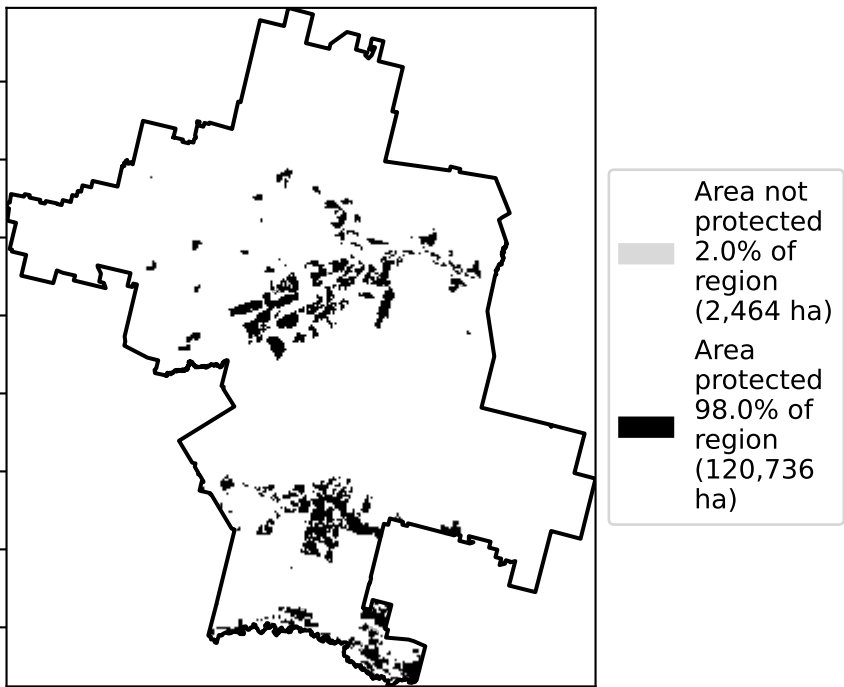 Area not
protected
2.0% of
region
(2,464 ha)
Area
protected
98.0% of
region
(120,736
ha)